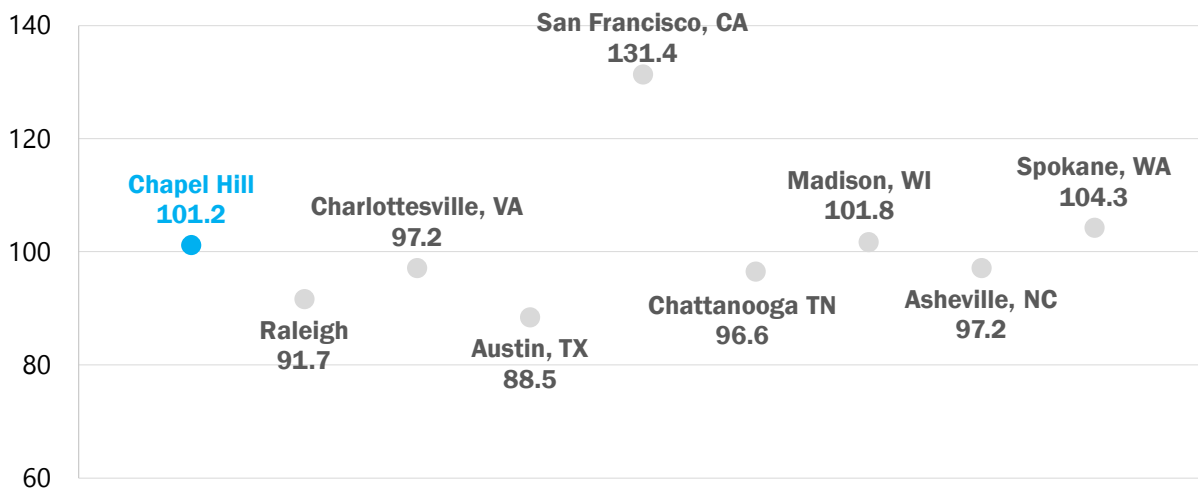 140
120
100
80
60
San Francisco, CA
131.4
Chapel Hill
101.2
Charlottesville, VA
97.2
Madison, WI
101.8
Spokane, WA
104.3
Raleigh
91.7
Austin, TX
88.5
Chattanooga TN
96.6
Asheville, NC
97.2